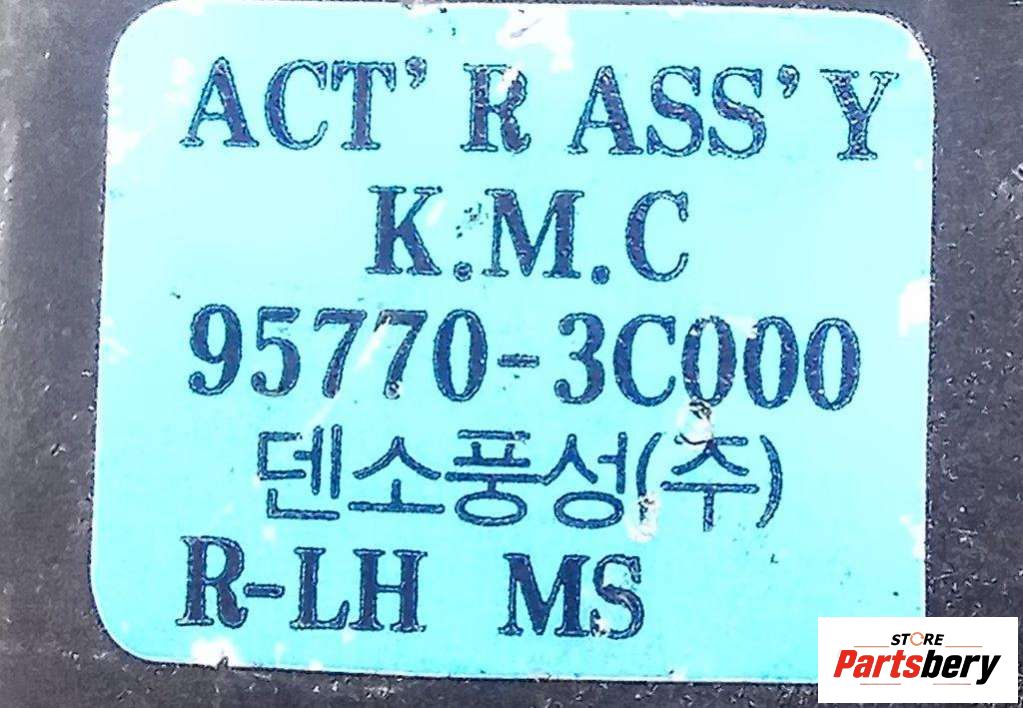 ACT' R ASS' Y
K.M.C
95770-3C000
덴소풍성(주)
R-LH MS
STORE
Partsbery